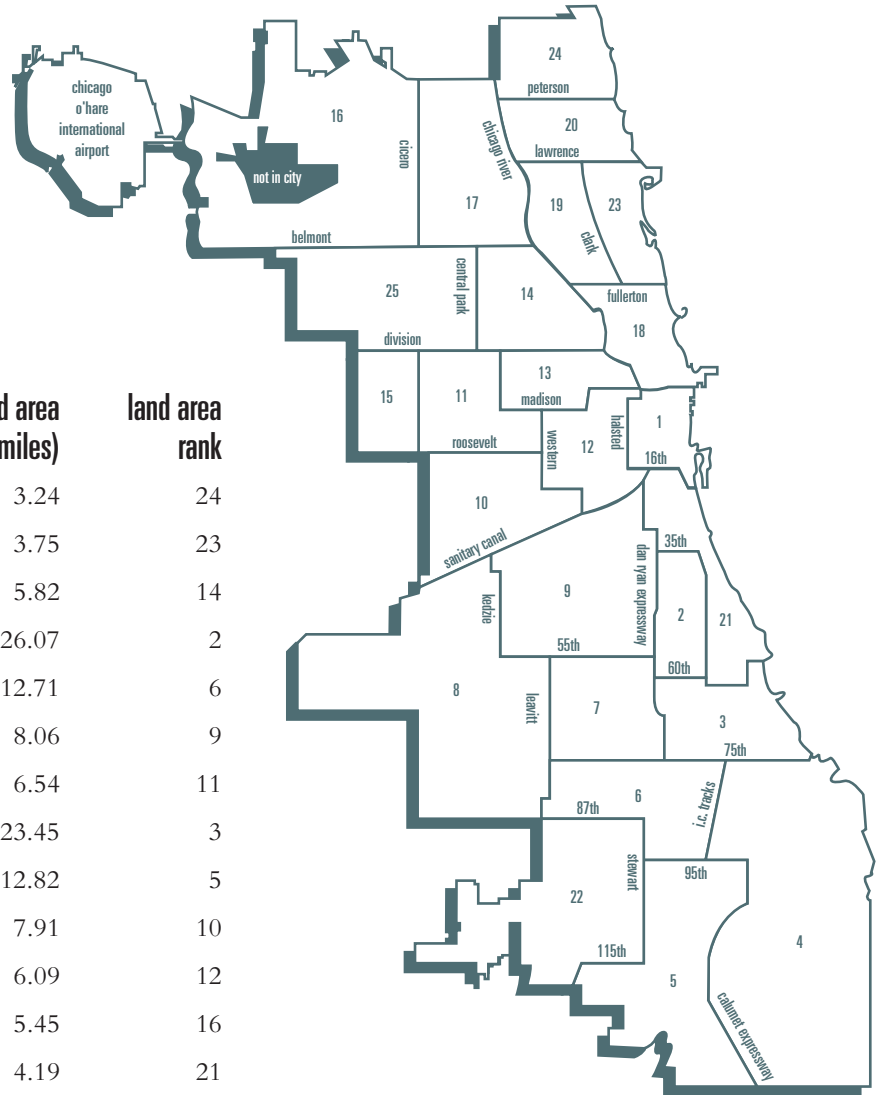 24
peterson
chicago
o'hare
international
airport
16
cicero
chicago river
20
lawrence
not in city
17
19
clark
23
belmont
25
central park
14
fullerton
18
division
15
11
13
madison
halsted
1
roosevelt
western
12
16th
10
sanitary canal
35th
kedzie
9
dan ryan expressway
2
21
55th
60th
8
leavitt
7
3
75th
87th
6
i.c. tracks
stewart
95th
22
4
115th
5
calumet expressway
d area land area
miles) rank
3.24 24
3.75 23
5.82 14
26.07 2
12.71 6
8.06 9
6.54 11
23.45 3
12.82 5
7.91 10
6.09 12
5.45 16
4.19 21